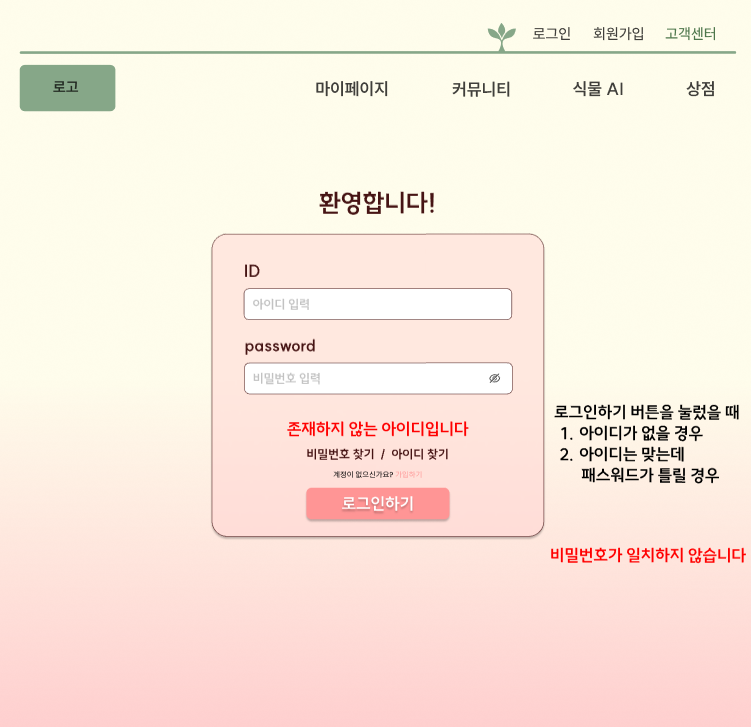 로그인 회원가입 고객센터
로고 마이페이지 커뮤니티 식물 AI 상점
환영합니다!
ID
아이디 입력
password
비밀번호 입력
존재하지 않는 아이디입니다
비밀번호 찾기 / 아이디 찾기
계정이 없으신가요? 가입하기
로그인하기
로그인하기 버튼을 눌렀을 때
1. 아이디가 없을 경우
2. 아이디는 맞는데
패스워드가 틀릴 경우
비밀번호가 일치하지 않습니다